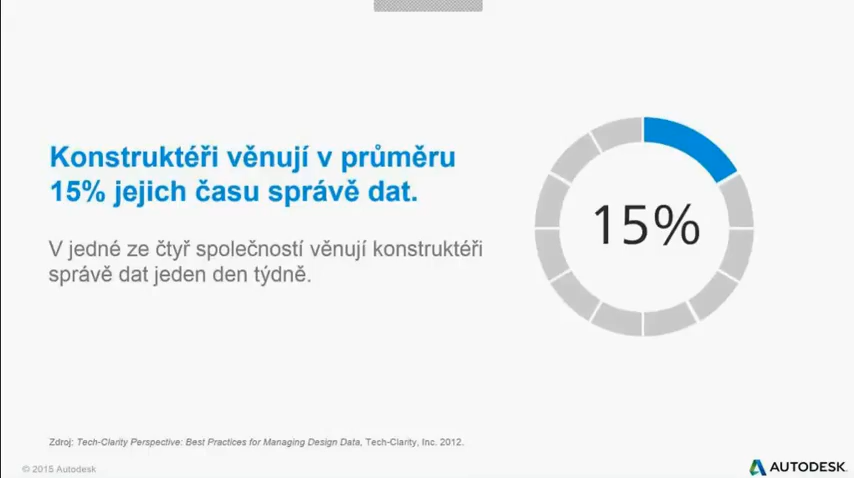 Konstruktéři věnují v průměru
15% jejich času správě dat.
V jedné ze čtyř společností věnují konstruktéři
správě dat jeden den týdně.
15%
Zdroj: Tech-Clarity Perspective: Best Practices for Managing Design Data, Tech-Clarity, Inc. 2012.
© 2015 Autodesk
AUTODESK.